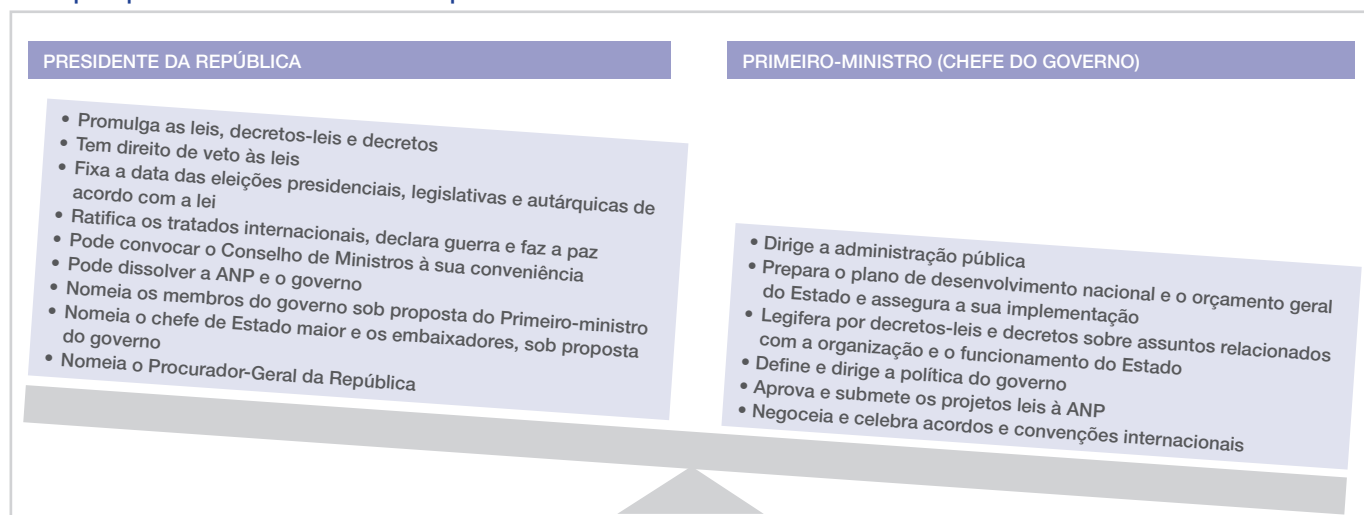 PRESIDENTE DA REPÚBLICA
• Promulga as leis, decretos-leis e decretos
• Tem direito de veto às leis
• Fixa a data das eleições presidenciais, legislativas e autárquicas de
acordo com a lei
• Ratifica os tratados internacionais, declara guerra e faz a paz
• Pode convocar o Conselho de Ministros à sua conveniência
• Pode dissolver a ANP e o governo
• Nomeia os membros do governo sob proposta do Primeiro-ministro
• Nomeia o chefe de Estado maior e os embaixadores, sob proposta
do governo
• Nomeia o Procurador-Geral da República
PRIMEIRO-MINISTRO (CHEFE DO GOVERNO)
• Dirige a administração pública
• Prepara o plano de desenvolvimento nacional e o orçamento geral
do Estado e assegura a sua implementação
• Legifera por decretos-leis e decretos sobre assuntos relacionados
com a organização e o funcionamento do Estado
• Define e dirige a política do governo
• Aprova e submete os projetos leis à ANP
• Negoceia e celebra acordos e convenções internacionais